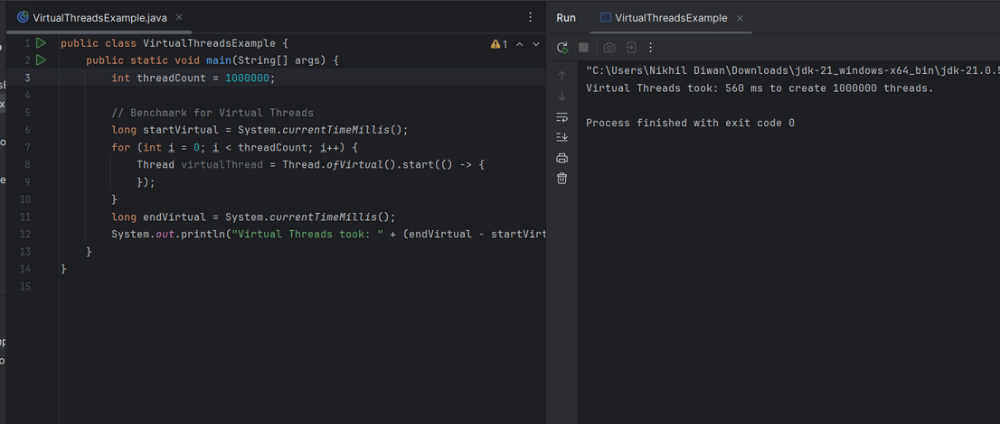 VirtualThreadsExample.java
1
1 public class VirtualThreadsExample {
2 public static void main(String[] args) {
3 int threadCount = 1000000;
4
5 // Benchmark for Virtual Threads
6 long startVirtual = System.currentTimeMillis();
7 for (int i = 0; i < threadCount; i++) {
8 Thread virtualThread = Thread.ofVirtual().start(() -> {
9 });
10 }
11 long endVirtual = System.currentTimeMillis();
12 System.out.println("Virtual Threads took: " + (endVirtual - startVirt
13 }
14 }
15
Run VirtualThreadsExample
"C:\Users\Nikhil Diwan\Downloads\jdk-21_windows-x64_bin\jdk-21.0.5
Virtual Threads took: 560 ms to create 1000000 threads.
Process finished with exit code 0